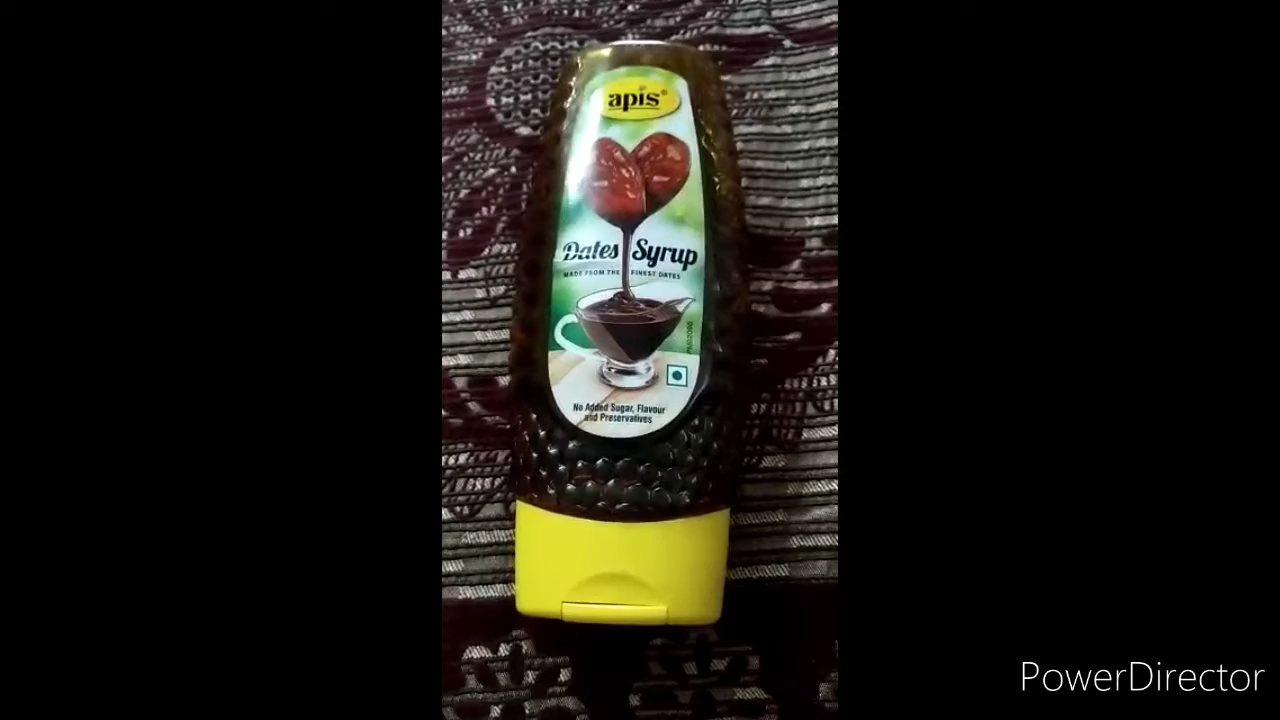 apis®
Dates Syrup
MADE FROM THE FINEST DATES
No Added Sugar, Flavour
and Preservatives
PowerDirector